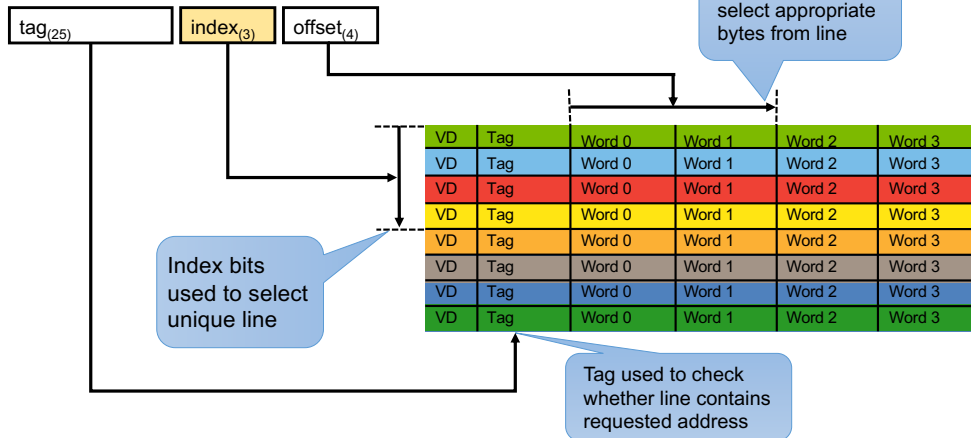 tag(25) index(3) offset(4)
select appropriate
bytes from line
VD Tag Word 0 Word 1 Word 2 Word 3
VD Tag Word 0 Word 1 Word 2 Word 3
VD Tag Word 0 Word 1 Word 2 Word 3
VD Tag Word 0 Word 1 Word 2 Word 3
VD Tag Word 0 Word 1 Word 2 Word 3
VD Tag Word 0 Word 1 Word 2 Word 3
VD Tag Word 0 Word 1 Word 2 Word 3
VD Tag Word 0 Word 1 Word 2 Word 3
Index bits
used to select
unique line
Tag used to check
whether line contains
requested address